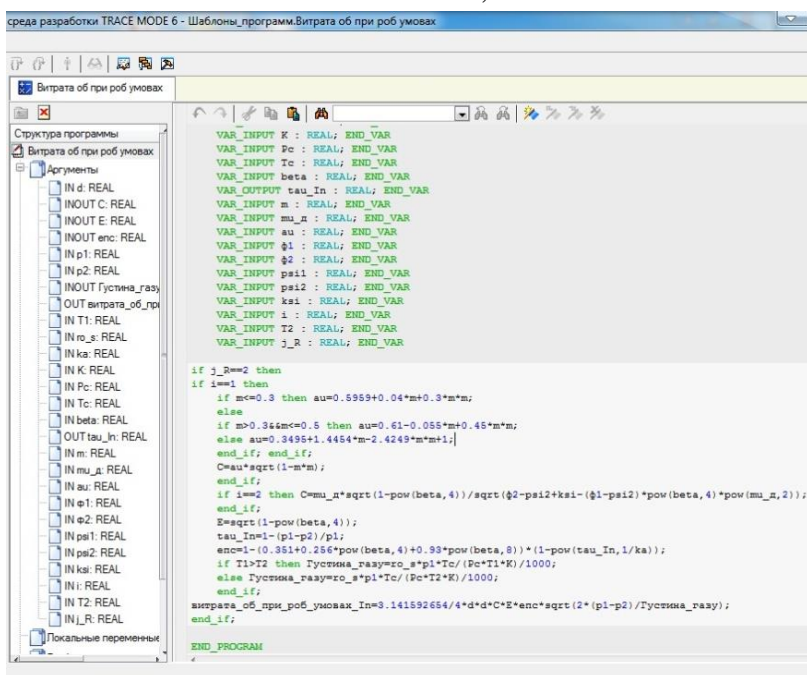 среда разработки TRACE MODE 6 - Шаблоны_программ.Витрата об при роб умовах
Витрата об при роб умовах
Структура программы
Витрата об при роб умовах
Аргументы
IN d: REAL
INOUT C: REAL
INOUT E: REAL
INOUT enc: REAL
IN p1: REAL
IN p2: REAL
INOUT Густина_газу
OUT витрата_об_при
IN T1: REAL
IN ro_s: REAL
IN ka: REAL
IN K: REAL
IN Pc: REAL
IN Tc: REAL
IN beta: REAL
OUT tau_In: REAL
IN m: REAL
IN mu_д: REAL
IN au: REAL
IN ф1: REAL
IN ф2: REAL
IN psi1: REAL
IN psi2: REAL
IN ksi: REAL
IN i: REAL
IN T2: REAL
IN j_R: REAL
Локальные переменные
VAR_INPUT K : REAL; END_VAR
VAR_INPUT Pc : REAL; END_VAR
VAR_INPUT Tc : REAL; END_VAR
VAR_INPUT beta : REAL; END_VAR
VAR_OUTPUT tau_In : REAL; END_VAR
VAR_INPUT m : REAL; END_VAR
VAR_INPUT mu_д : REAL; END_VAR
VAR_INPUT au : REAL; END_VAR
VAR_INPUT ф1 : REAL; END_VAR
VAR_INPUT ф2 : REAL; END_VAR
VAR_INPUT psi1 : REAL; END_VAR
VAR_INPUT psi2 : REAL; END_VAR
VAR_INPUT ksi : REAL; END_VAR
VAR_INPUT i : REAL; END_VAR
VAR_INPUT T2 : REAL; END_VAR
VAR_INPUT j_R : REAL; END_VAR
if j_R==2 then
if i==1 then
if m<=0.3 then au=0.5959+0.04*m+0.3*m*m;
else
if m>0.3&&m<=0.5 then au=0.61-0.055*m+0.45*m*m;
else au=0.3495+1.4454*m-2.4249*m*m+1;
end_if; end_if;
C=au*sqrt(1-m*m);
end_if;
if i==2 then C=mu_д*sqrt(1-pow(beta,4))/sqrt(ф2-psi2+ksi-(ф1-psi2)*pow(beta,4)*pow(mu_д,2));
end_if;
E=sqrt(1-pow(beta,4));
tau_In=1-(p1-p2)/p1;
enc=1-(0.351+0.256*pow(beta,4)+0.93*pow(beta,8))*(1-pow(tau_In,1/ka));
if T1>T2 then Густина_газу=ro_s*p1*Tc/(Pc*T1*K)/1000;
else Густина_газу=ro_s*p1*Tc/(Pc*T2*K)/1000;
end_if;
витрата_об_при_роб_умовах_In=3.141592654/4*d*d*C*E*enc*sqrt(2*(p1-p2)/Густина_газу);
end_if;
END_PROGRAM